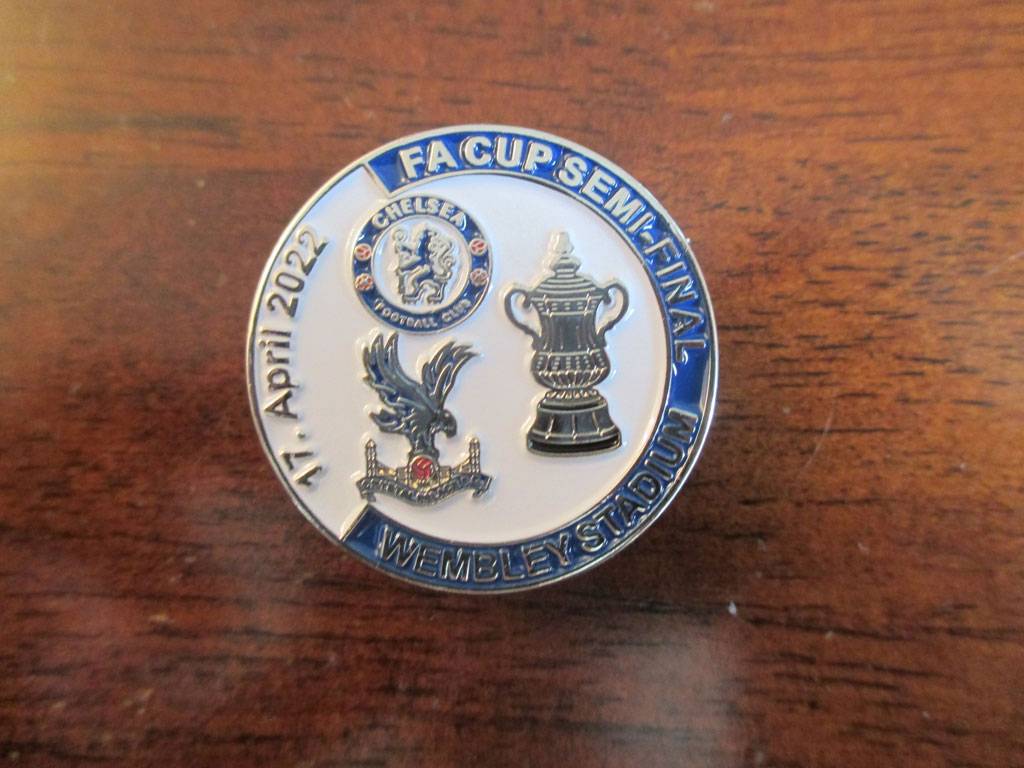 FA CUP SEMI-FINAL
17. April 2022
CHELSEA
FOOTBALL CLUB
WEMBLEY STADIUM